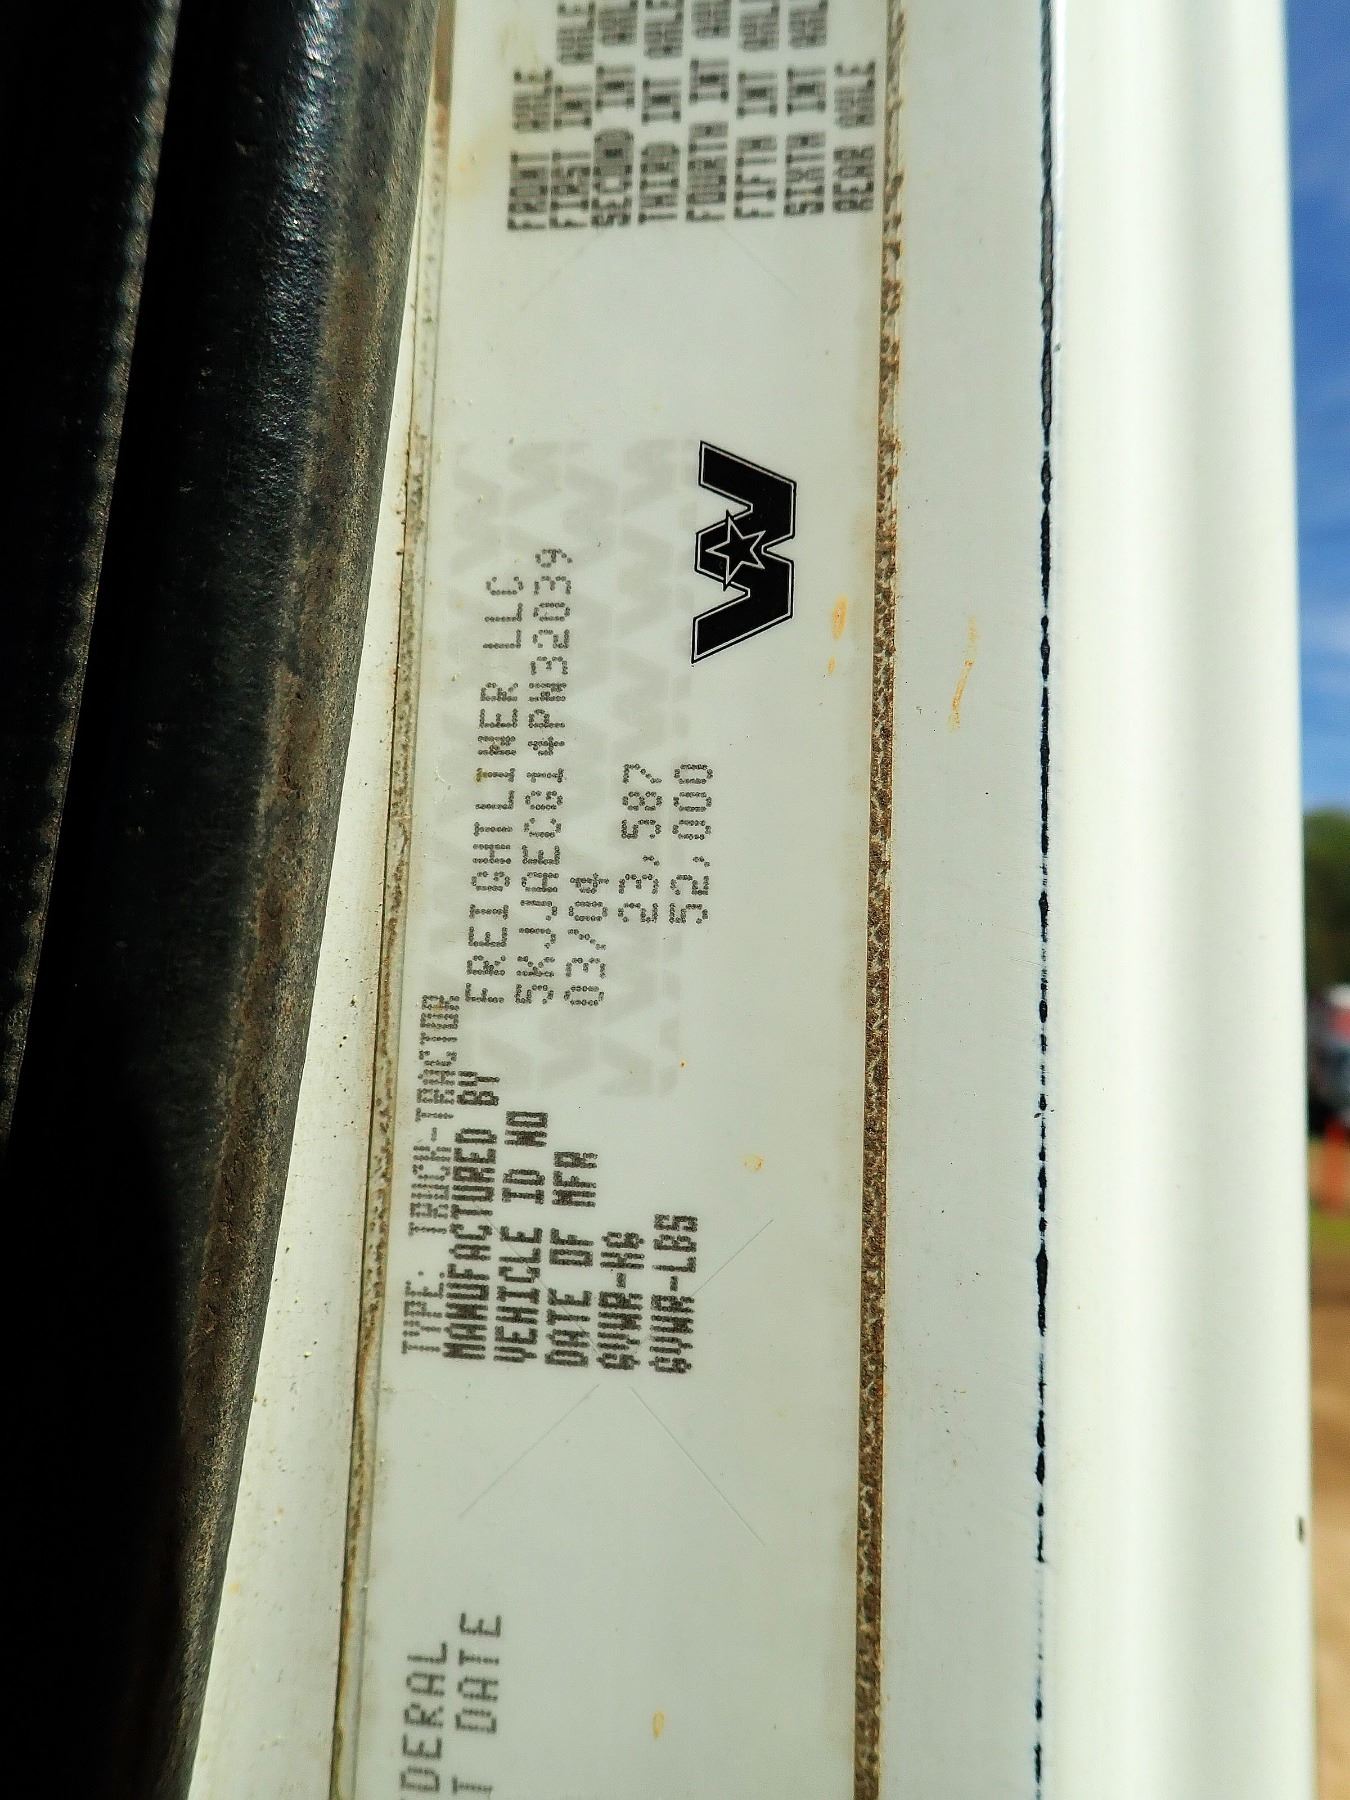 DERAL
T DATE
TYPE: TRUCK-TRACTOR
MANUFACTURED BY FREIGHTLINER LLC
VEHICLE ID NO 5KJJAECG14PN32039
DATE OF MFR 03/04
GVWR-KG 23,587
GVWR-LBS 52,000
FRONT AXLE
FIRST INT AXLE
SECOND INT AXLE
THIRD INT AXLE
FOURTH INT AXLE
FIFTH INT AXLE
SIXTH INT AXLE
REAR AXLE